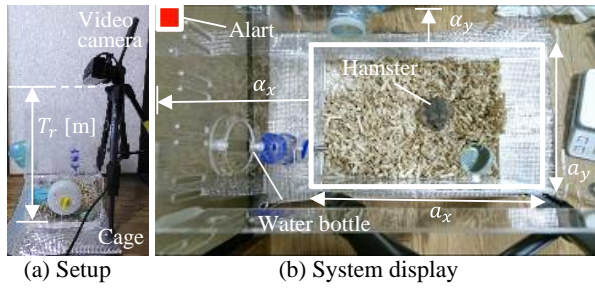 Video
camera
T_r [m]
Cage
(a) Setup
Alart
α_x
α_y
Hamster
a_y
a_x
Water bottle
(b) System display